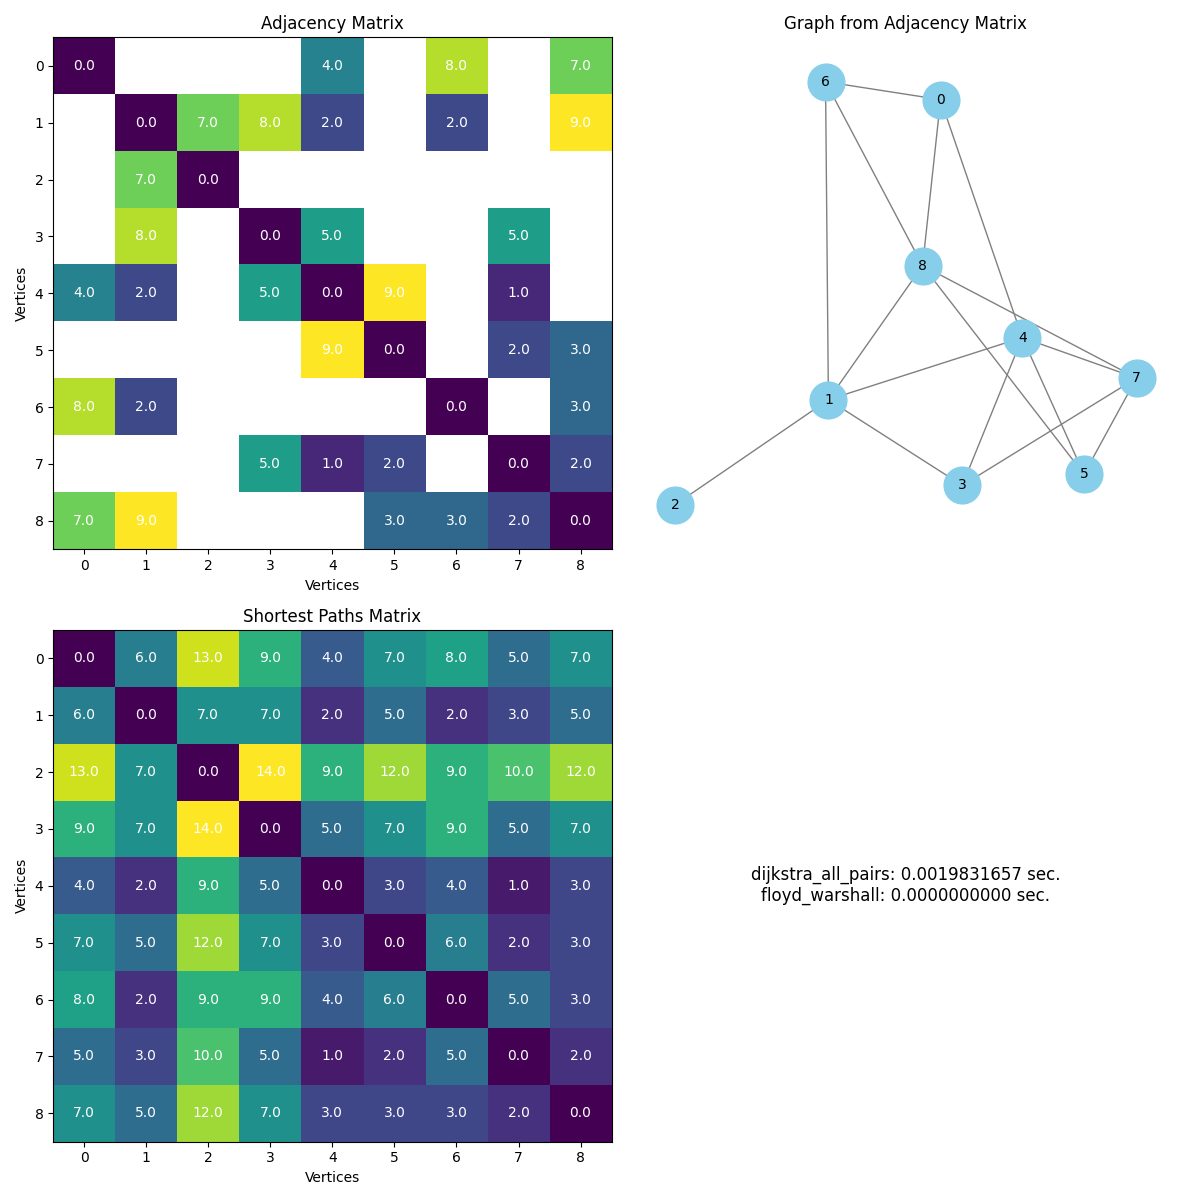 Adjacency Matrix
0 0.0 4.0 8.0 7.0
1 0.0 7.0 8.0 2.0 2.0 9.0
2 7.0 0.0
3 8.0 0.0 5.0 5.0
4 4.0 2.0 5.0 0.0 9.0 1.0
5 9.0 0.0 2.0 3.0
6 8.0 2.0 0.0 3.0
7 5.0 1.0 2.0 0.0 2.0
8 7.0 9.0 3.0 3.0 2.0 0.0
Vertices
0 1 2 3 4 5 6 7 8
Vertices
Graph from Adjacency Matrix
6
0
8
4
7
1
5
3
2
Shortest Paths Matrix
0 0.0 6.0 13.0 9.0 4.0 7.0 8.0 5.0 7.0
1 6.0 0.0 7.0 7.0 2.0 5.0 2.0 3.0 5.0
2 13.0 7.0 0.0 14.0 9.0 12.0 9.0 10.0 12.0
3 9.0 7.0 14.0 0.0 5.0 7.0 9.0 5.0 7.0
4 4.0 2.0 9.0 5.0 0.0 3.0 4.0 1.0 3.0
5 7.0 5.0 12.0 7.0 3.0 0.0 6.0 2.0 3.0
6 8.0 2.0 9.0 9.0 4.0 6.0 0.0 5.0 3.0
7 5.0 3.0 10.0 5.0 1.0 2.0 5.0 0.0 2.0
8 7.0 5.0 12.0 7.0 3.0 3.0 3.0 2.0 0.0
Vertices
0 1 2 3 4 5 6 7 8
Vertices
dijkstra_all_pairs: 0.0019831657 sec.
floyd_warshall: 0.0000000000 sec.